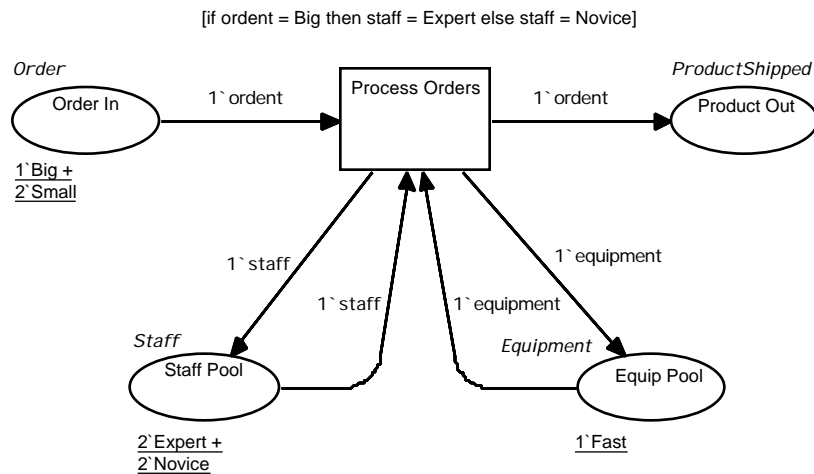 [if ordent = Big then staff = Expert else staff = Novice]
Order
Order In
1`ordent
Process Orders
1`ordent
ProductShipped
Product Out
1`Big +
2`Small
1`staff
1`staff
1`equipment
1`equipment
Staff
Staff Pool
Equipment
Equip Pool
2`Expert +
2`Novice
1`Fast